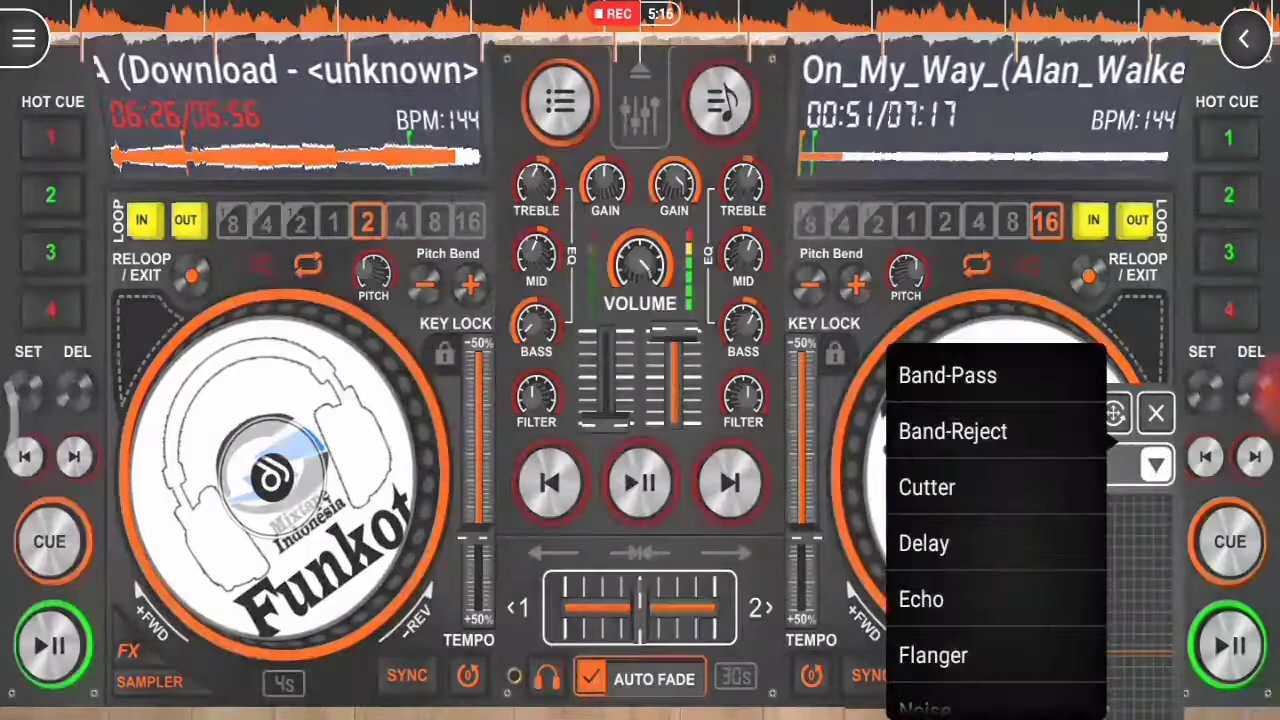 REC 5:16
A (Download - <unknown>
06:26/06:56
BPM:144
On_My_Way_(Alan_Walke
00:51/07:17
BPM:144
HOT CUE
1
2
3
4
SET DEL
CUE
LOOP
IN OUT
8 4 2 1 2 4 8 16
RELOOP
/ EXIT
PITCH
Pitch Bend
KEY LOCK
-50%
+50%
TEMPO
Mixtape
Indonesia
Funkot
+FWD
-REV
FX
SAMPLER
4s
SYNC
TREBLE
GAIN
GAIN
TREBLE
MID
EQ
EQ
MID
VOLUME
BASS
BASS
FILTER
FILTER
<1
2>
AUTO FADE
30s
8 4 2 1 2 4 8 16
IN OUT
LOOP
Pitch Bend
PITCH
RELOOP
/ EXIT
KEY LOCK
-50%
+50%
TEMPO
+FWD
SYNC
Band-Pass
Band-Reject
Cutter
Delay
Echo
Flanger
Noise
HOT CUE
1
2
3
4
SET DEL
CUE